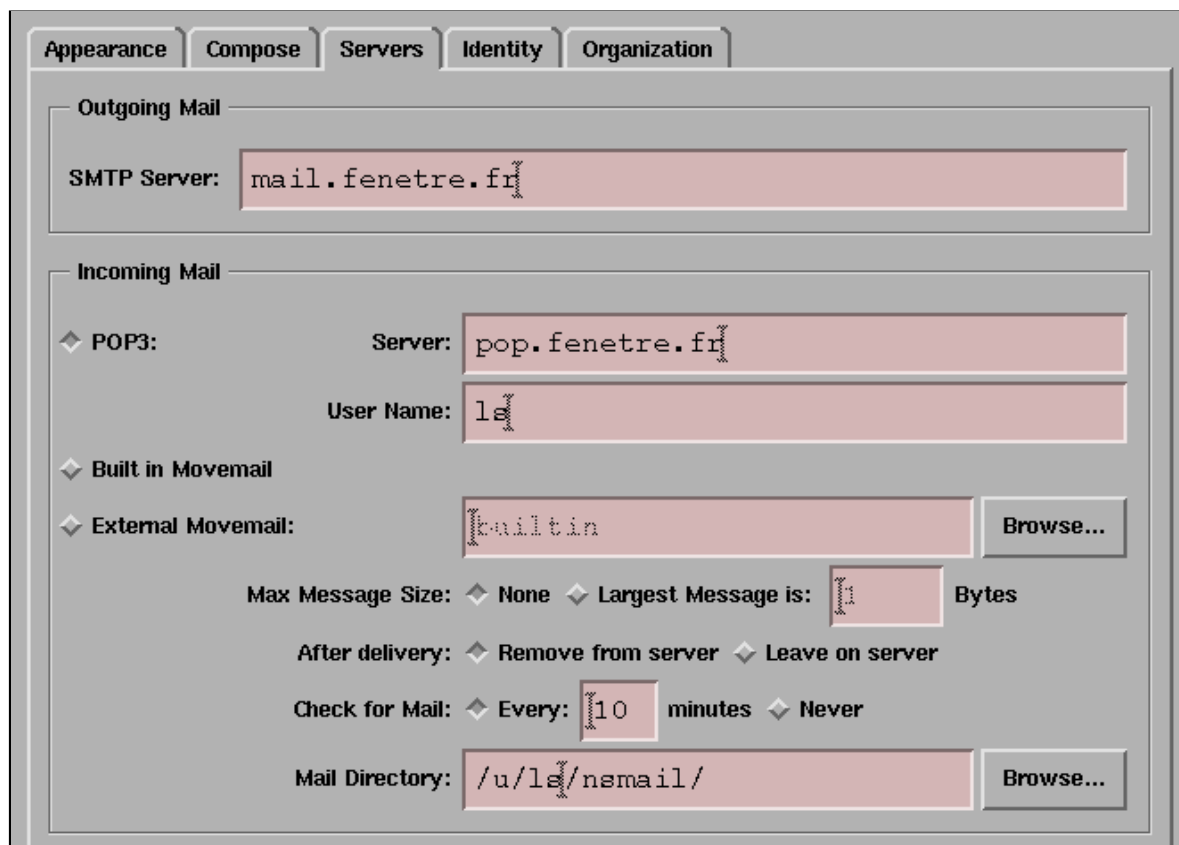 Appearance Compose Servers Identity Organization
Outgoing Mail
SMTP Server: mail.fenetre.fr
Incoming Mail
POP3: Server: pop.fenetre.fr
User Name: ls
Built in Movemail
External Movemail: builtin Browse...
Max Message Size: None Largest Message is: 1 Bytes
After delivery: Remove from server Leave on server
Check for Mail: Every: 10 minutes Never
Mail Directory: /u/ls/nsmail/ Browse...